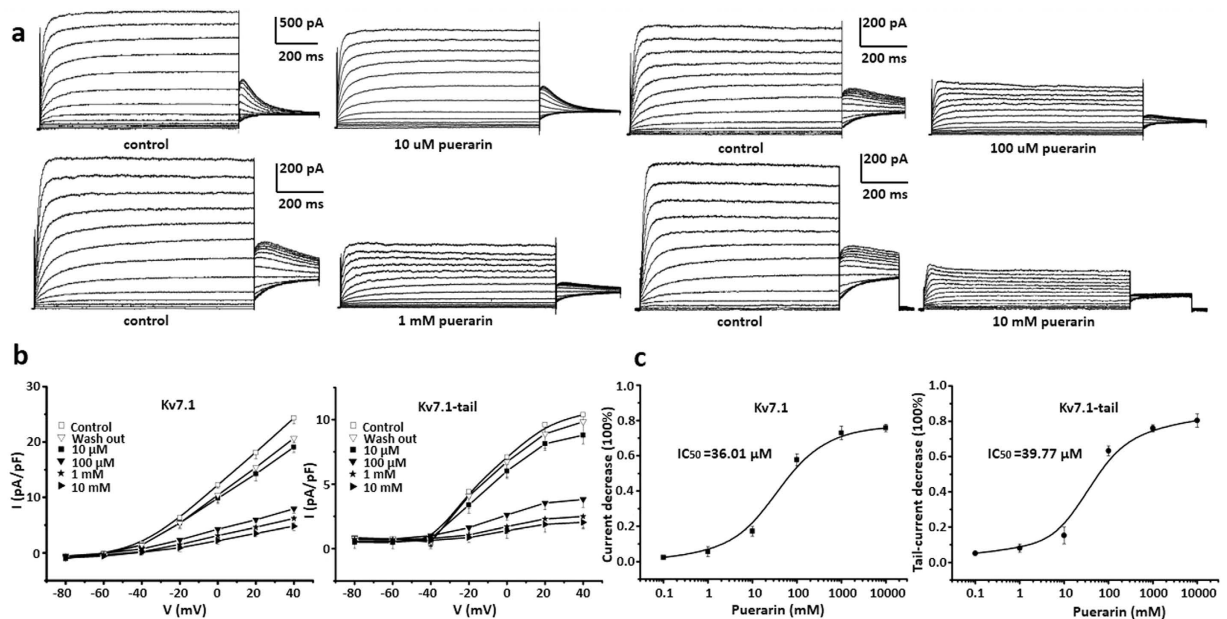 a
500 pA
200 ms
200 pA
200 ms
control
10 uM puerarin
control
100 uM puerarin
200 pA
200 ms
200 pA
200 ms
control
1 mM puerarin
control
10 mM puerarin
b
I (pA/pF)
30
20
10
0
Kv7.1
Control
Wash out
10 µM
100 µM
1 mM
10 mM
-80 -60 -40 -20 0 20 40
V (mV)
I (pA/pF)
10
5
0
Kv7.1-tail
Control
Wash out
10 µM
100 µM
1 mM
10 mM
-80 -60 -40 -20 0 20 40
V (mV)
c
Current decrease (100%)
1.0
0.8
0.6
0.4
0.2
0.0
Kv7.1
IC50 =36.01 µM
0.1 1 10 100 1000 10000
Puerarin (mM)
Tail-current decrease (100%)
1.0
0.8
0.6
0.4
0.2
0.0
Kv7.1-tail
IC50 =39.77 µM
0.1 1 10 100 1000 10000
Puerarin (mM)